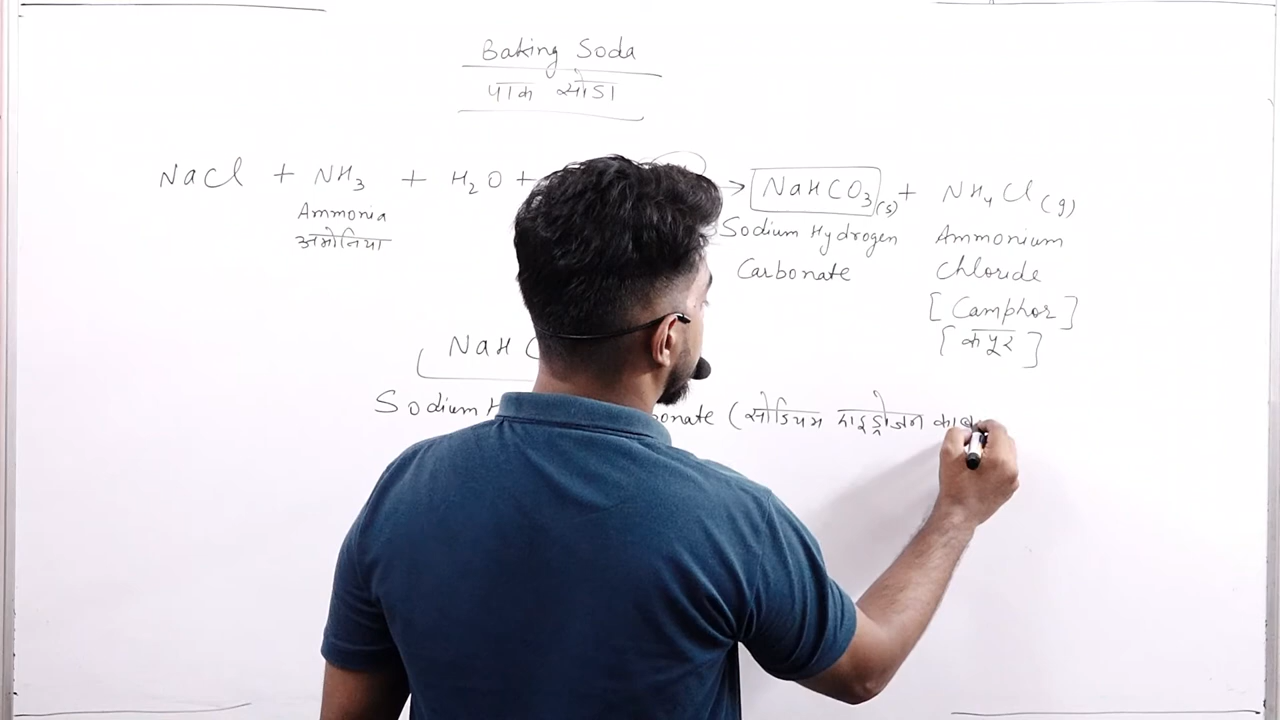 Baking Soda
पाक सोडा
NaCl + NH₃ + H₂O + → NaHCO₃(s) + NH₄Cl(g)
Ammonia Sodium Hydrogen Ammonium
अमोनिया Carbonate Chloride
[Camphor]
[कपुर]
NaH
Sodium H onate (सोडियम हाइड्रोजन